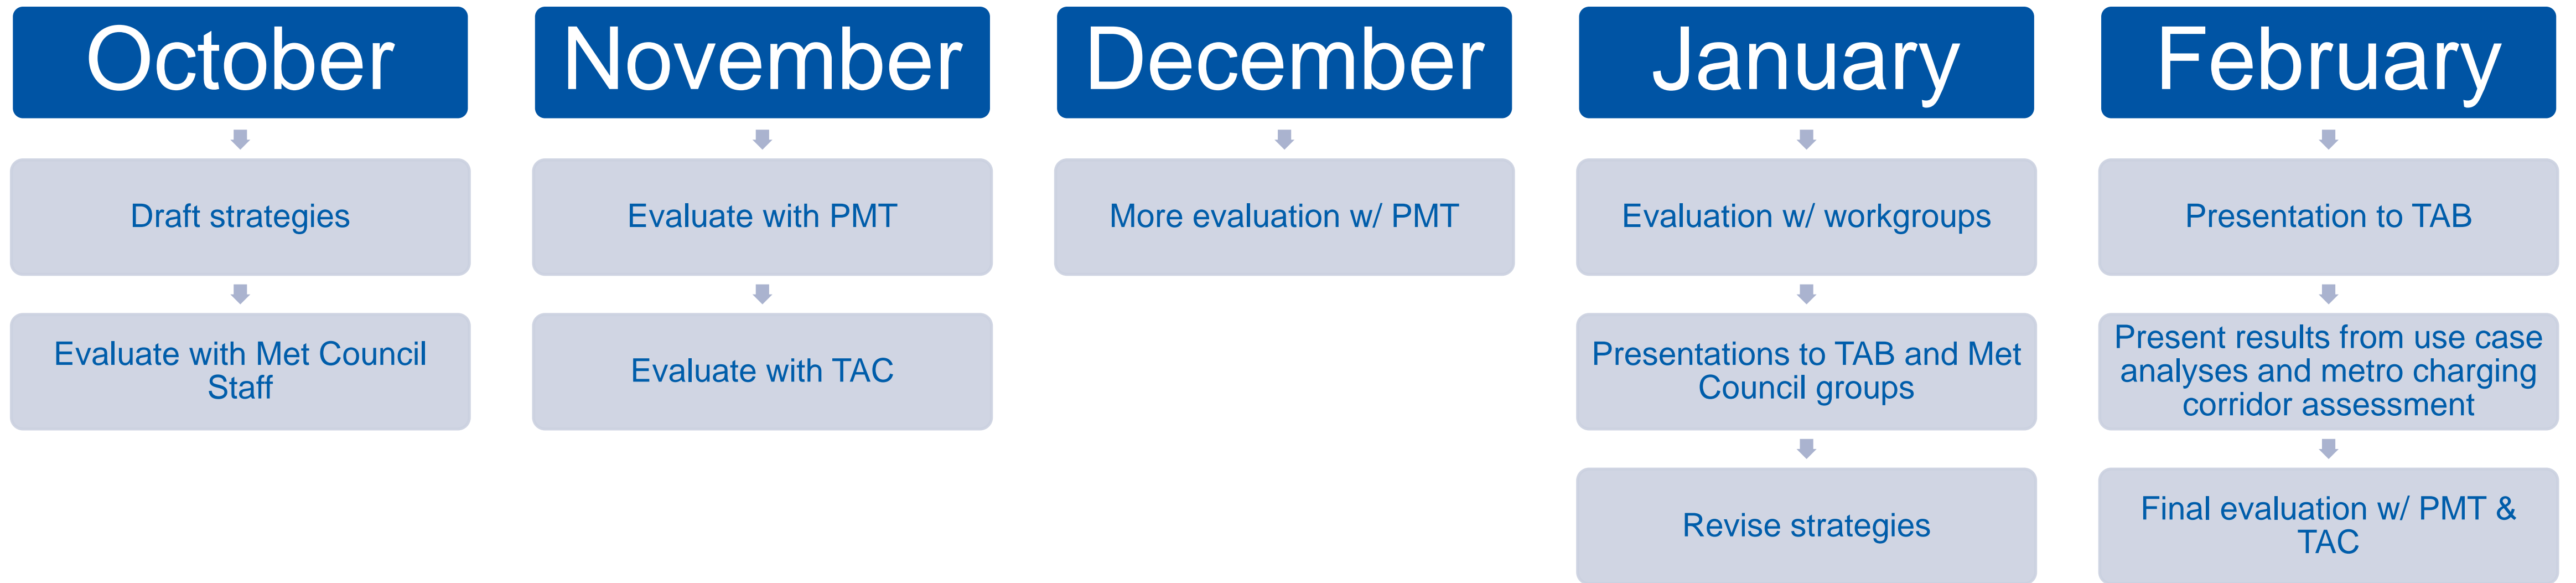 October
Draft strategies
Evaluate with Met Council
Staff
November
Evaluate with PMT
Evaluate with TAC
December
More evaluation w/ PMT
January
Evaluation w/ workgroups
Presentations to TAB and Met
Council groups
Revise strategies
February
Presentation to TAB
Present results from use case
analyses and metro charging
corridor assessment
Final evaluation w/ PMT &
TAC